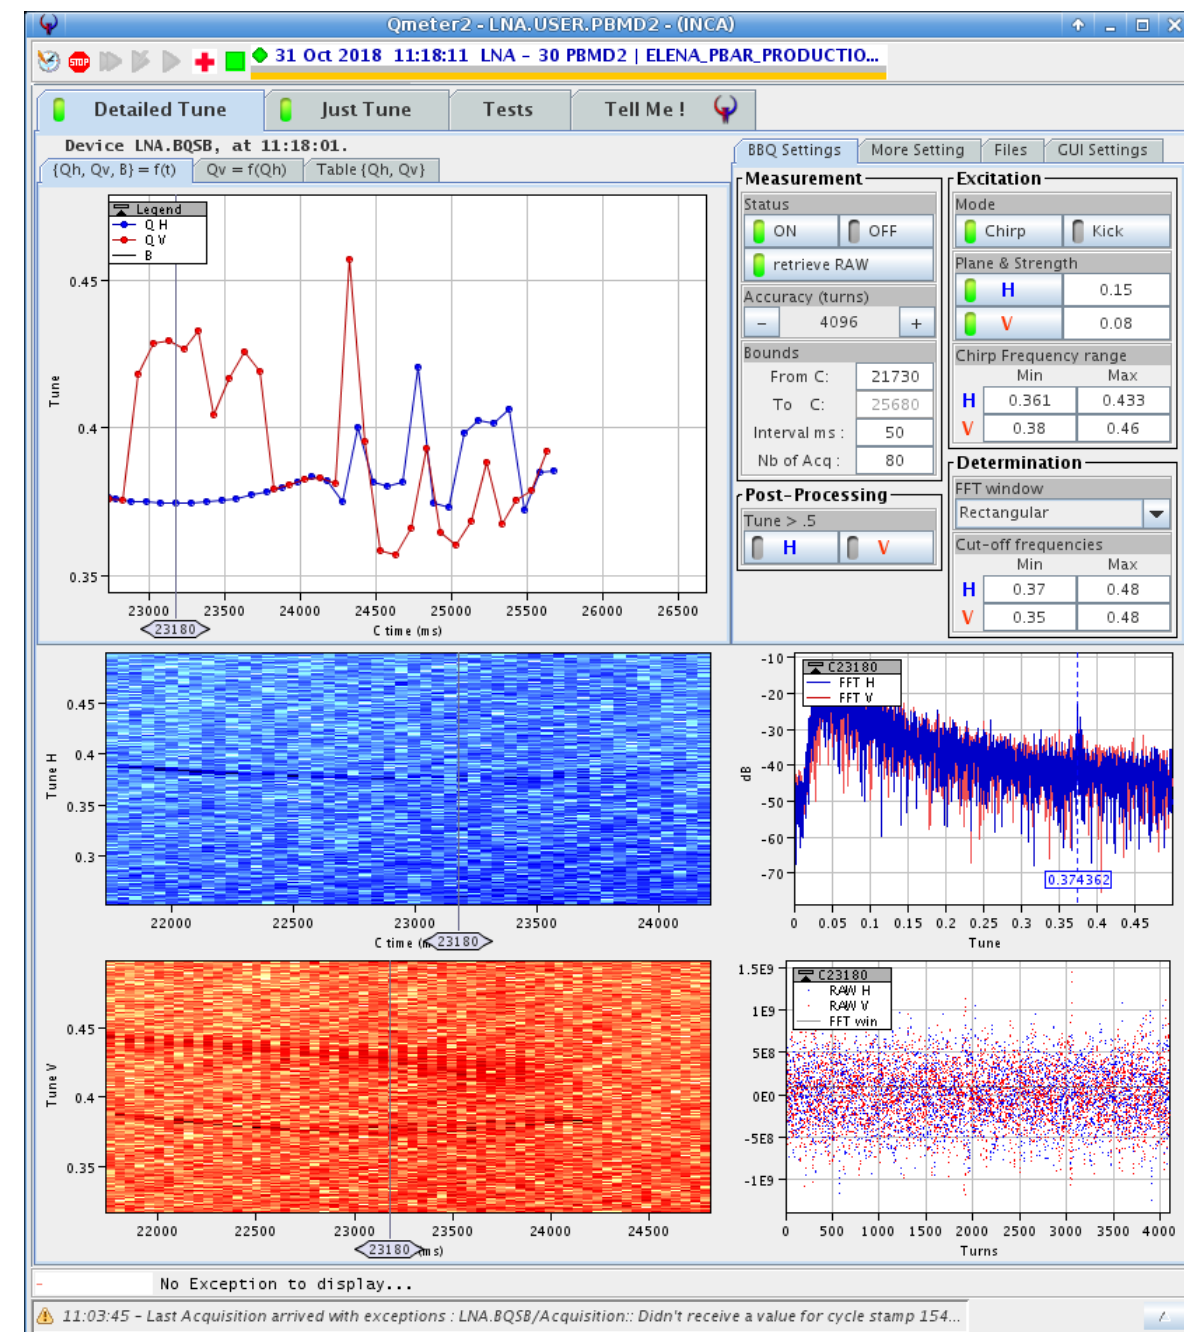 Qmeter2 - LNA.USER.PBMD2 - (INCA)
STOP
31 Oct 2018 11:18:11 LNA - 30 PBMD2 | ELENA_PBAR_PRODUCTIO...
Detailed Tune
Just Tune
Tests
Tell Me !
Device LNA.BQSB, at 11:18:01.
{Qh, Qv, B} = f(t)
Qv = f(Qh)
Table {Qh, Qv}
Legend
Q H
Q V
B
0.45
0.4
0.35
Tune
23000 23500 24000 24500 25000 25500 26000 26500
23180
C time (ms)
BBQ Settings
More Setting
Files
GUI Settings
Measurement
Status
ON
OFF
retrieve RAW
Accuracy (turns)
- 4096 +
Bounds
From C: 21730
To C: 25680
Interval ms : 50
Nb of Acq : 80
Post-Processing
Tune > .5
H V
Excitation
Mode
Chirp
Kick
Plane & Strength
H 0.15
V 0.08
Chirp Frequency range
Min Max
H 0.361 0.433
V 0.38 0.46
Determination
FFT window
Rectangular
Cut-off frequencies
Min Max
H 0.37 0.48
V 0.35 0.48
0.45
0.4
0.35
0.3
Tune H
22000 22500 23000 23500 24000
C time (m
23180
C23180
FFT H
FFT V
-10
-20
-30
-40
-50
-60
-70
dB
0.374362
0 0.05 0.1 0.15 0.2 0.25 0.3 0.35 0.4 0.45
Tune
0.45
0.4
0.35
Tune V
22000 22500 23000 23500 24000 24500
23180
ms)
C23180
RAW H
RAW V
FFT win
1.5E9
1E9
5E8
0E0
-5E8
-1E9
0 500 1000 1500 2000 2500 3000 3500 4000
Turns
- No Exception to display...
11:03:45 - Last Acquisition arrived with exceptions : LNA.BQSB/Acquisition:: Didn't receive a value for cycle stamp 154...